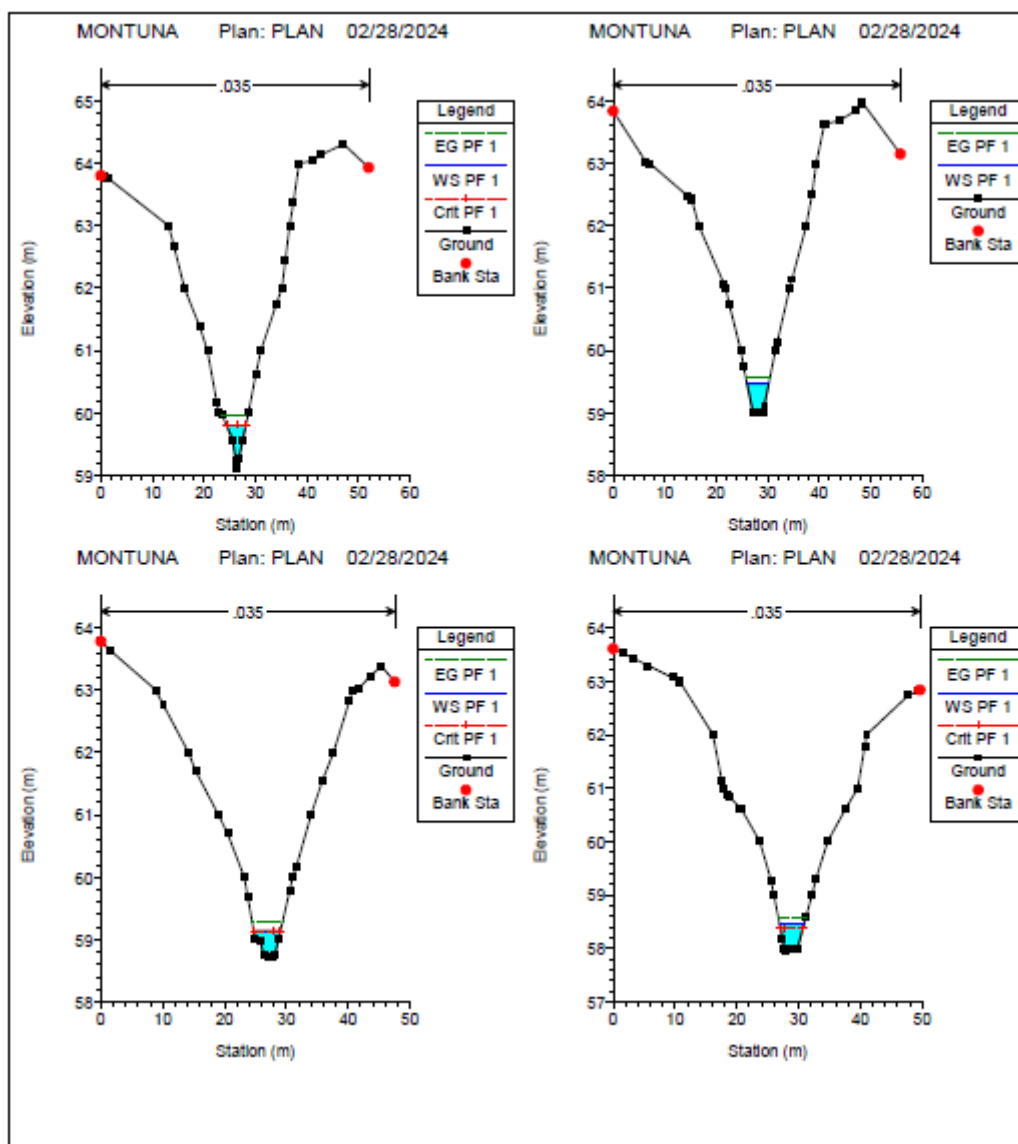 MONTUNA Plan: PLAN 02/28/2024
.035
Elevation (m)
65
64
63
62
61
60
59
0 10 20 30 40 50 60
Station (m)
Legend
EG PF 1
WS PF 1
Crit PF 1
Ground
Bank Sta
MONTUNA Plan: PLAN 02/28/2024
.035
Elevation (m)
64
63
62
61
60
59
58
0 10 20 30 40 50 60
Station (m)
Legend
EG PF 1
WS PF 1
Ground
Bank Sta
MONTUNA Plan: PLAN 02/28/2024
.035
Elevation (m)
64
63
62
61
60
59
58
0 10 20 30 40 50
Station (m)
Legend
EG PF 1
WS PF 1
Crit PF 1
Ground
Bank Sta
MONTUNA Plan: PLAN 02/28/2024
.035
Elevation (m)
64
63
62
61
60
59
58
57
0 10 20 30 40 50
Station (m)
Legend
EG PF 1
WS PF 1
Crit PF 1
Ground
Bank Sta